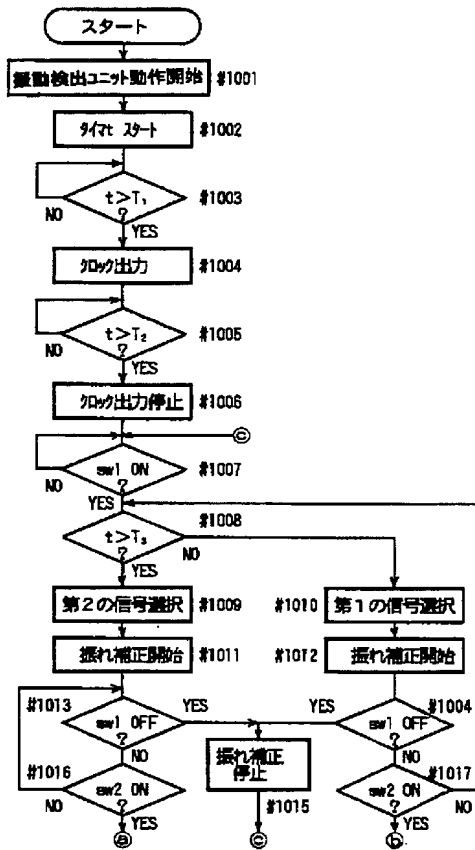 スタート
振動検出ユニット動作開始 #1001
タイマt スタート #1002
t>T₁ ? #1003
NO
YES
クロック出力 #1004
t>T₂ ? #1005
NO
YES
クロック出力停止 #1006
ⓒ
sw1 ON ? #1007
NO
YES
t>T₃ ? #1008
NO
YES
第2の信号選択 #1009
#1010 第1の信号選択
振れ補正開始 #1011
#1012 振れ補正開始
#1013 sw1 OFF ? YES
NO
YES sw1 OFF ? #1004
NO
振れ補正停止 #1015
#1016 sw2 ON ?
NO
YES
sw2 ON ? #1017
NO
YES
ⓐ
ⓒ
ⓑ